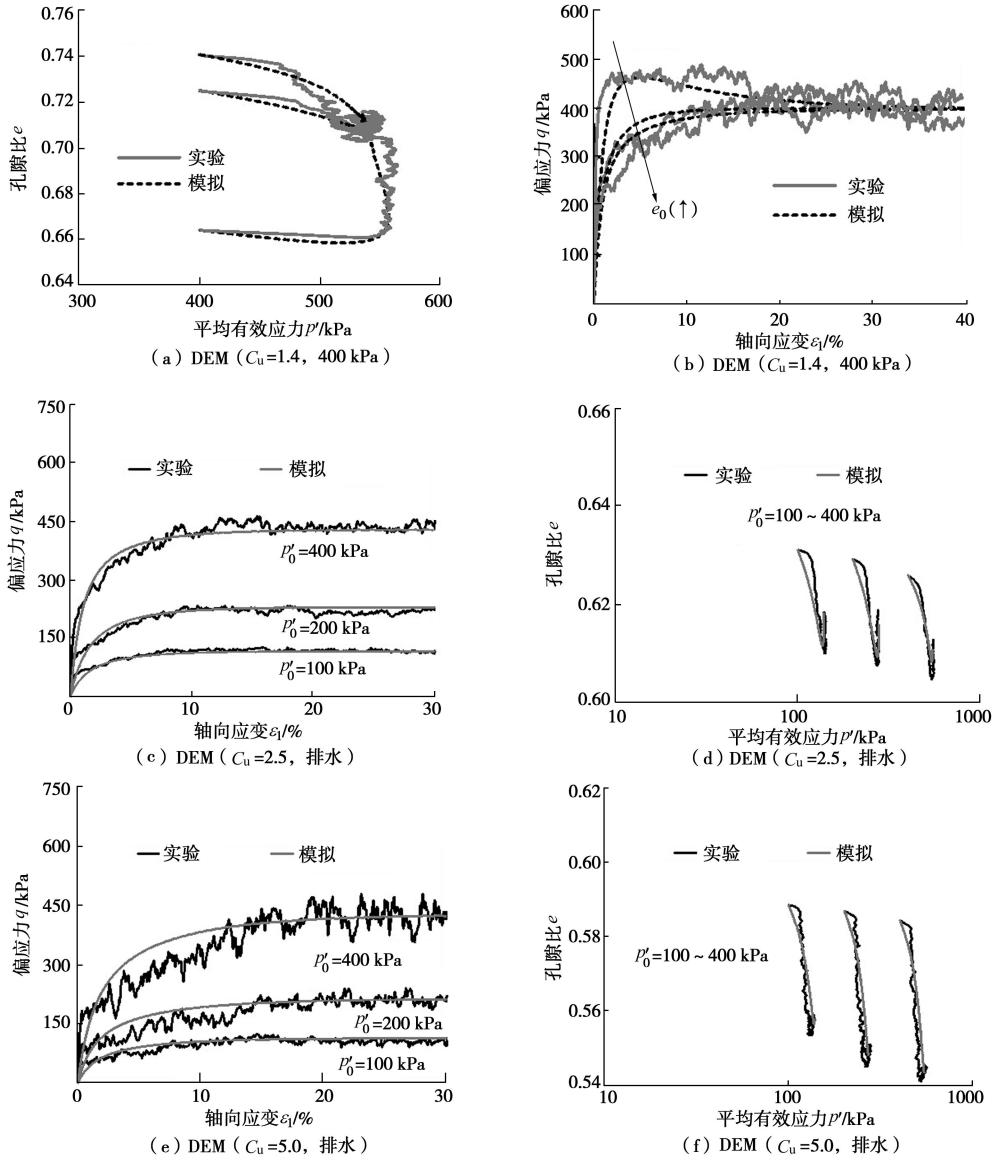 0.76
0.74
0.72
0.70
0.68
0.66
0.64
孔隙比e
实验
模拟
300
400
500
600
平均有效应力p′/kPa
(a) DEM(Cu=1.4, 400 kPa)
600
500
400
300
200
100
偏应力q/kPa
e0(↑)
实验
模拟
0
10
20
30
40
轴向应变ε1/%
(b) DEM(Cu=1.4, 400 kPa)
750
600
450
300
150
偏应力q/kPa
实验
模拟
p′0=400 kPa
p′0=200 kPa
p′0=100 kPa
0
10
20
30
轴向应变ε1/%
(c) DEM(Cu=2.5, 排水)
0.66
0.64
0.62
0.60
孔隙比e
实验
模拟
p′0=100~400 kPa
10
100
1000
平均有效应力p′/kPa
(d) DEM(Cu=2.5, 排水)
750
600
450
300
150
偏应力q/kPa
实验
模拟
p′0=400 kPa
p′0=200 kPa
p′0=100 kPa
0
10
20
30
轴向应变ε1/%
(e) DEM(Cu=5.0, 排水)
0.62
0.60
0.58
0.56
0.54
孔隙比e
实验
模拟
p′0=100~400 kPa
10
100
1000
平均有效应力p′/kPa
(f) DEM(Cu=5.0, 排水)